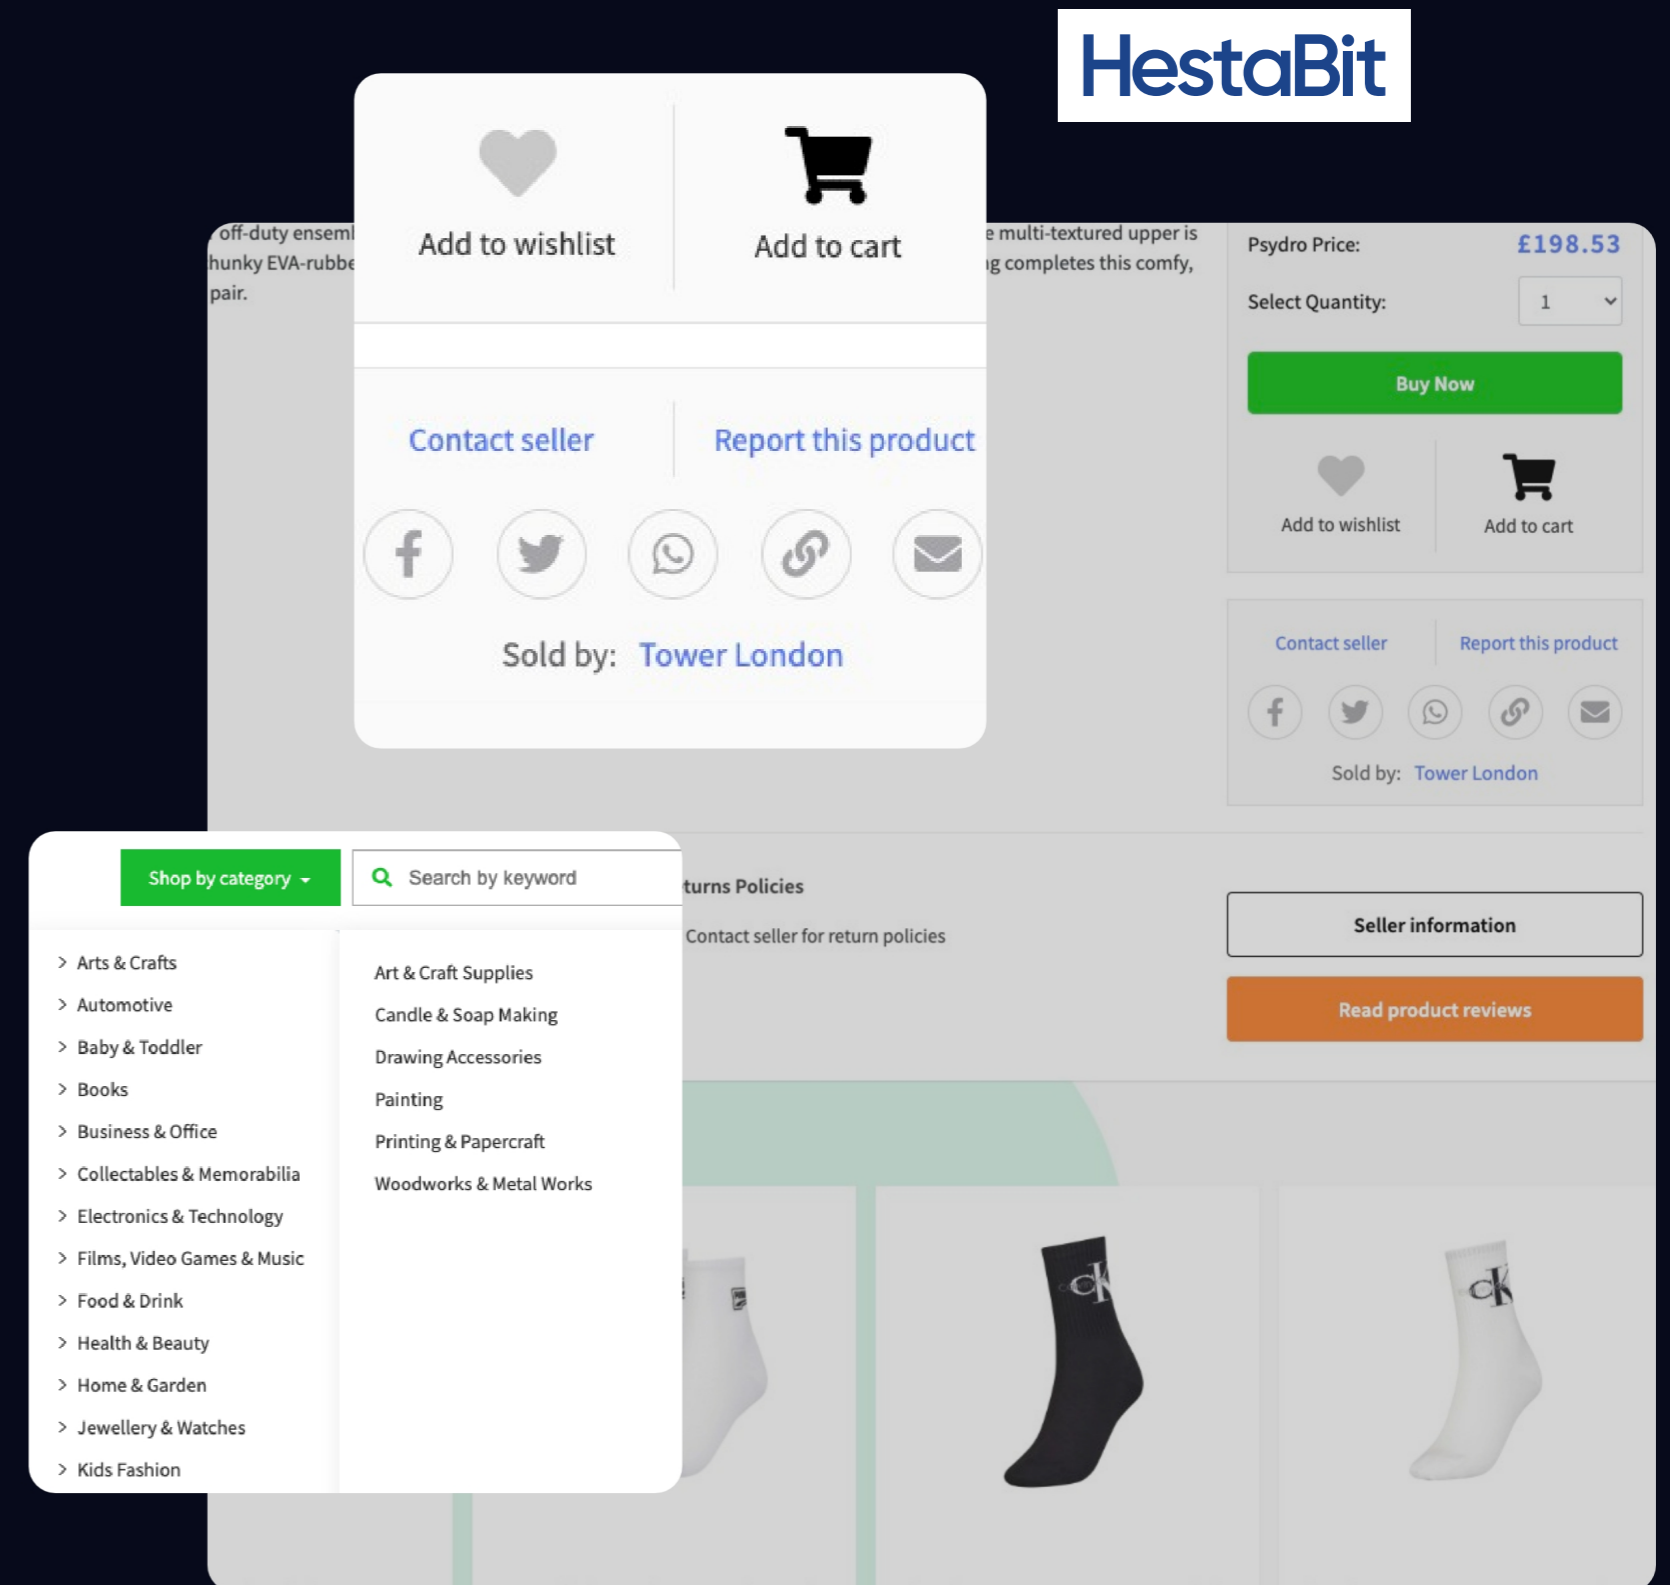 HestaBit
Add to wishlist
Add to cart
Contact seller
Report this product
Sold by: Tower London
off-duty
pair.
multi-textured upper is
completes this comfy,
Psydro Price:
£198.53
Select Quantity:
1
Buy Now
Add to wishlist
Add to cart
Contact seller
Report this product
Sold by: Tower London
Shop by category
Search by keyword
Arts & Crafts
Automotive
Baby & Toddler
Books
Business & Office
Collectables & Memorabilia
Electronics & Technology
Films, Video Games & Music
Food & Drink
Health & Beauty
Home & Garden
Jewellery & Watches
Kids Fashion
Art & Craft Supplies
Candle & Soap Making
Drawing Accessories
Painting
Printing & Papercraft
Woodworks & Metal Works
Policies
Contact seller for return policies
Seller information
Read product reviews
CK
CK